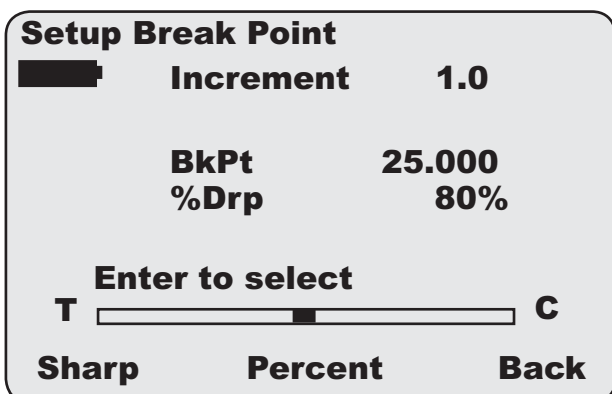 Setup Break Point
Increment 1.0
BkPt 25.000
%Drp 80%
Enter to select
T C
Sharp Percent Back